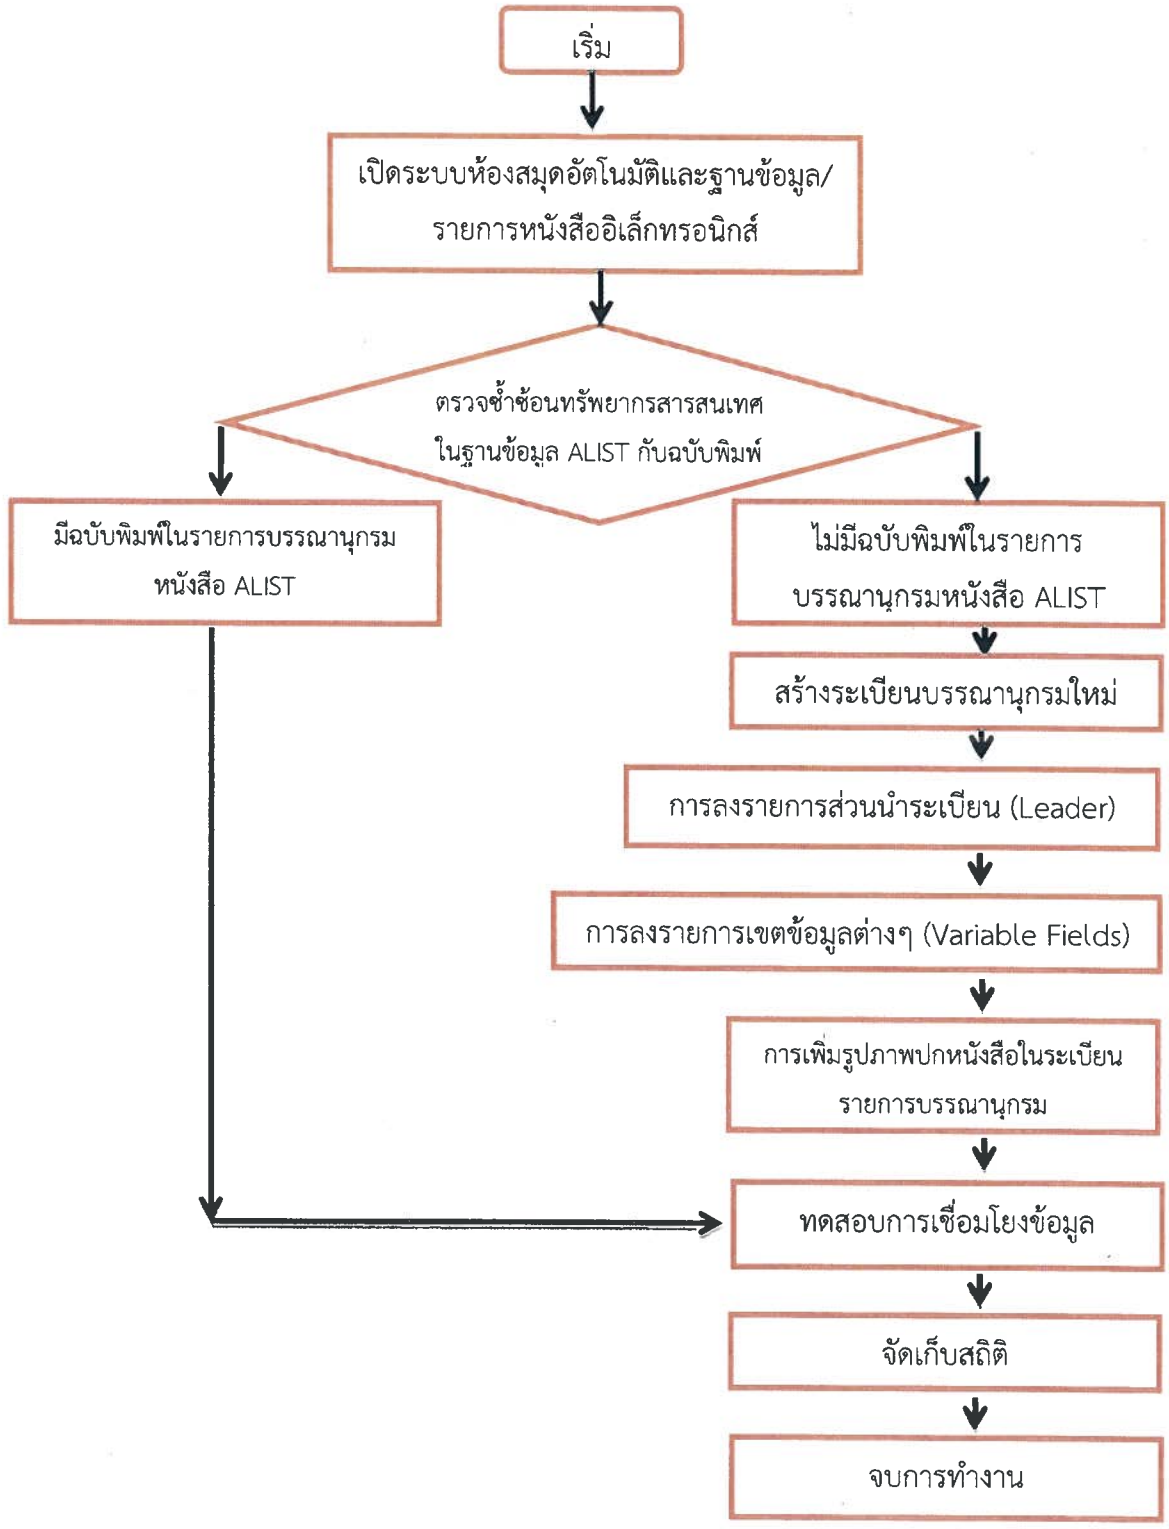 เริ่ม
เปิดระบบห้องสมุดอัตโนมัติและฐานข้อมูล/
รายการหนังสืออิเล็กทรอนิกส์
ตรวจซ้ำซ้อนทรัพยากรสารสนเทศ
ในฐานข้อมูล ALIST กับฉบับพิมพ์
มีฉบับพิมพ์ในรายการบรรณานุกรม
หนังสือ ALIST
ไม่มีฉบับพิมพ์ในรายการ
บรรณานุกรมหนังสือ ALIST
สร้างระเบียนบรรณานุกรมใหม่
การลงรายการส่วนนำระเบียน (Leader)
การลงรายการเขตข้อมูลต่างๆ (Variable Fields)
การเพิ่มรูปภาพปกหนังสือในระเบียน
รายการบรรณานุกรม
ทดสอบการเชื่อมโยงข้อมูล
จัดเก็บสถิติ
จบการทำงาน